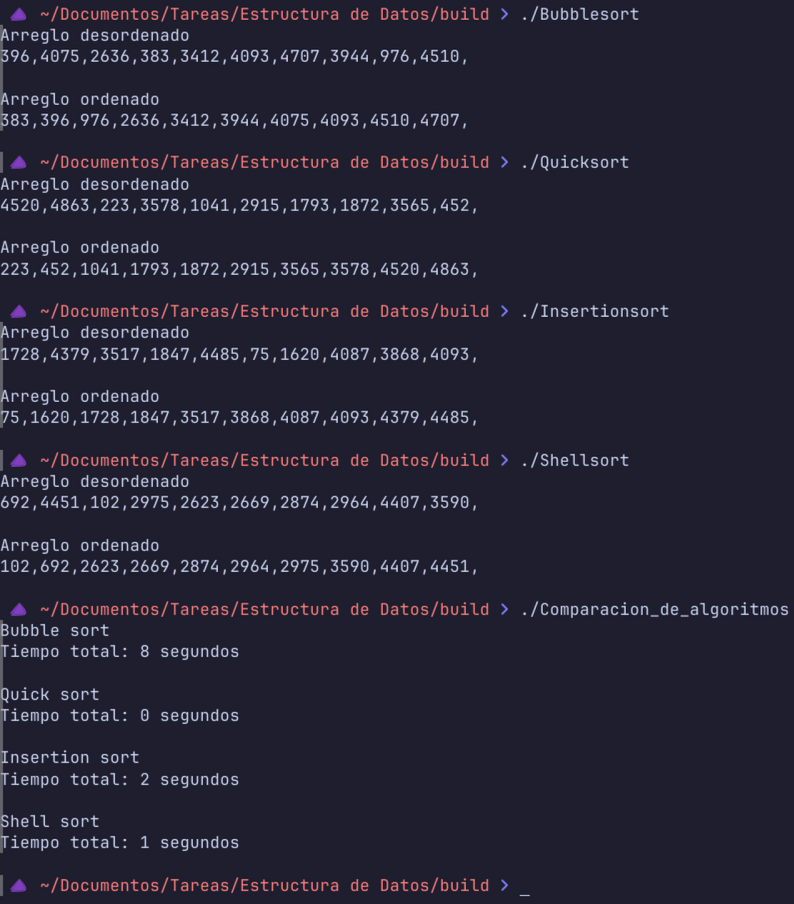 ~/Documentos/Tareas/Estructura de Datos/build > ./Bubblesort
Arreglo desordenado
396,4075,2636,383,3412,4093,4707,3944,976,4510,
Arreglo ordenado
383,396,976,2636,3412,3944,4075,4093,4510,4707,
~/Documentos/Tareas/Estructura de Datos/build > ./Quicksort
Arreglo desordenado
4520,4863,223,3578,1041,2915,1793,1872,3565,452,
Arreglo ordenado
223,452,1041,1793,1872,2915,3565,3578,4520,4863,
~/Documentos/Tareas/Estructura de Datos/build > ./Insertionsort
Arreglo desordenado
1728,4379,3517,1847,4485,75,1620,4087,3868,4093,
Arreglo ordenado
75,1620,1728,1847,3517,3868,4087,4093,4379,4485,
~/Documentos/Tareas/Estructura de Datos/build > ./Shellsort
Arreglo desordenado
692,4451,102,2975,2623,2669,2874,2964,4407,3590,
Arreglo ordenado
102,692,2623,2669,2874,2964,2975,3590,4407,4451,
~/Documentos/Tareas/Estructura de Datos/build > ./Comparacion_de_algoritmos
Bubble sort
Tiempo total: 8 segundos
Quick sort
Tiempo total: 0 segundos
Insertion sort
Tiempo total: 2 segundos
Shell sort
Tiempo total: 1 segundos
~/Documentos/Tareas/Estructura de Datos/build > _